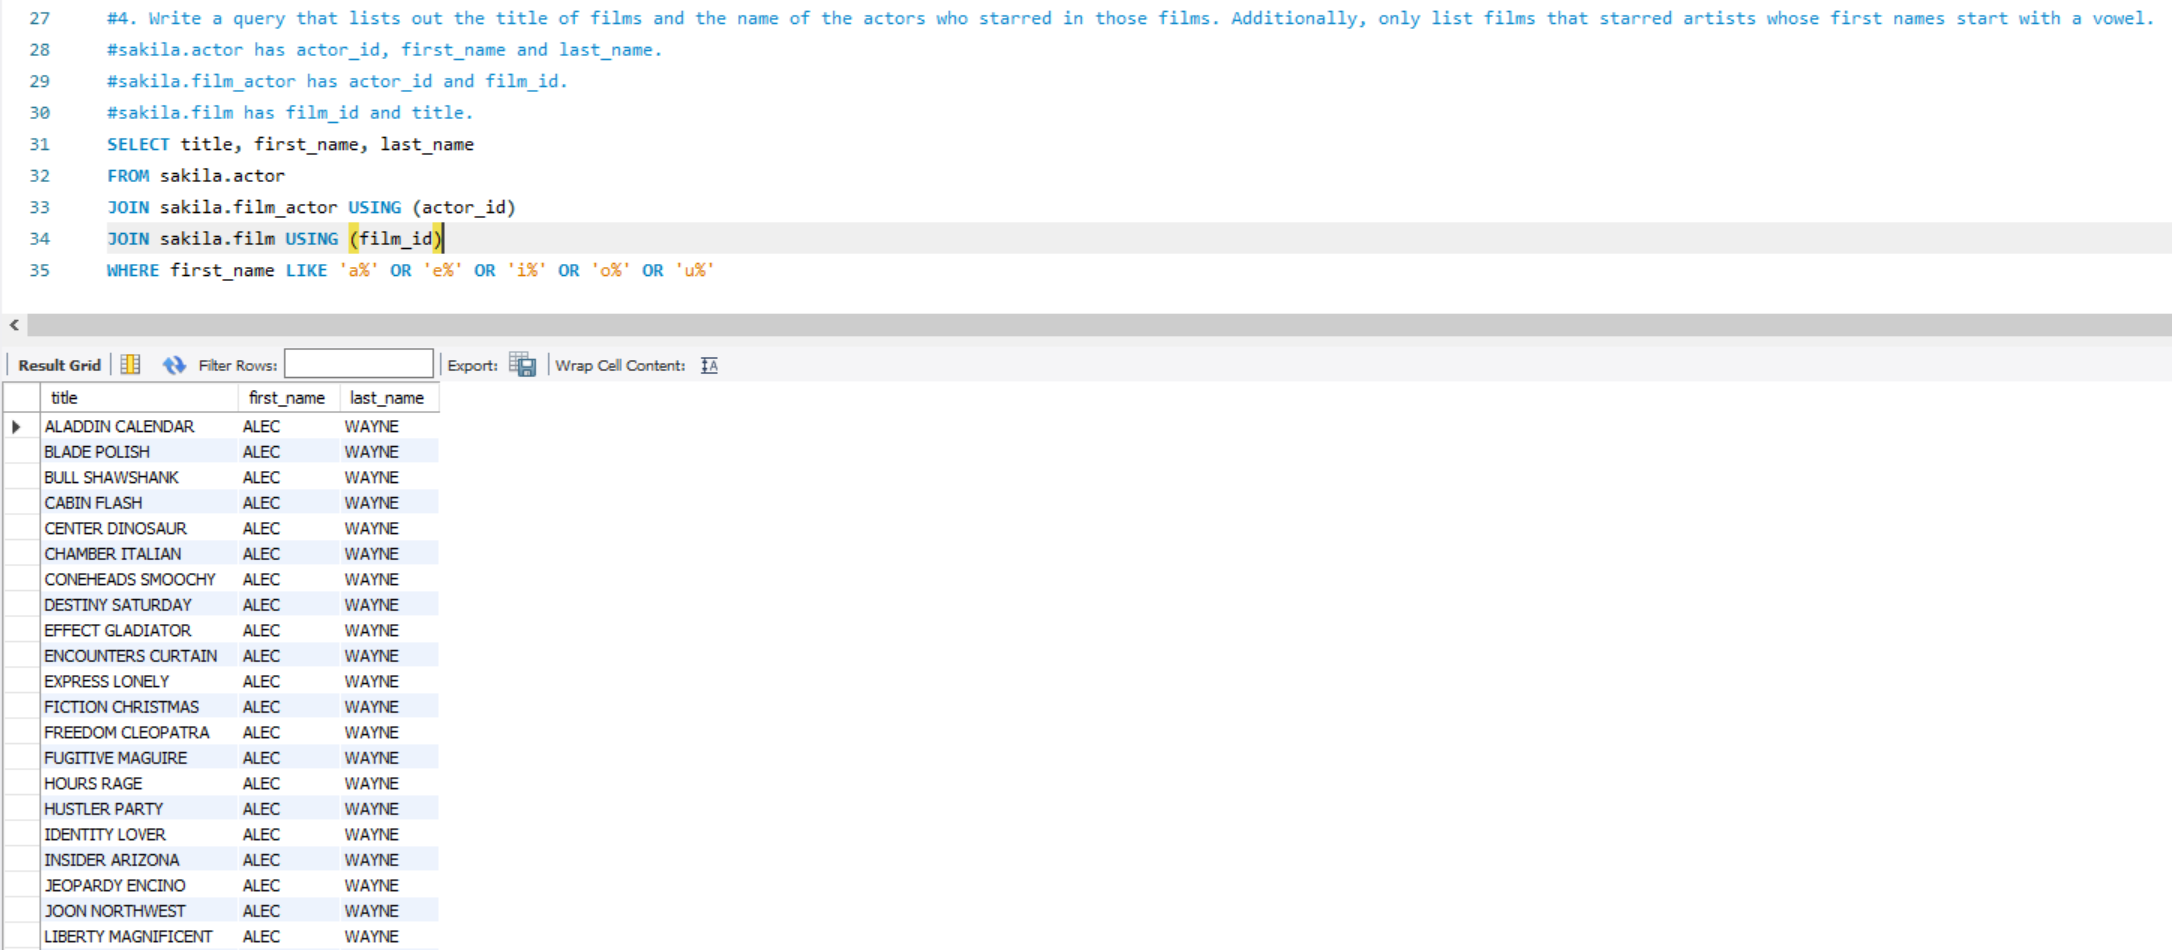 27 #4. Write a query that lists out the title of films and the name of the actors who starred in those films. Additionally, only list films that starred artists whose first names start with a vowel.
28 #sakila.actor has actor_id, first_name and last_name.
29 #sakila.film_actor has actor_id and film_id.
30 #sakila.film has film_id and title.
31 SELECT title, first_name, last_name
32 FROM sakila.actor
33 JOIN sakila.film_actor USING (actor_id)
34 JOIN sakila.film USING (film_id)
35 WHERE first_name LIKE 'a%' OR 'e%' OR 'i%' OR 'o%' OR 'u%'
Result Grid Filter Rows: Export: Wrap Cell Content: IA
title first_name last_name
ALADDIN CALENDAR ALEC WAYNE
BLADE POLISH ALEC WAYNE
BULL SHAWSHANK ALEC WAYNE
CABIN FLASH ALEC WAYNE
CENTER DINOSAUR ALEC WAYNE
CHAMBER ITALIAN ALEC WAYNE
CONEHEADS SMOOCHY ALEC WAYNE
DESTINY SATURDAY ALEC WAYNE
EFFECT GLADIATOR ALEC WAYNE
ENCOUNTERS CURTAIN ALEC WAYNE
EXPRESS LONELY ALEC WAYNE
FICTION CHRISTMAS ALEC WAYNE
FREEDOM CLEOPATRA ALEC WAYNE
FUGITIVE MAGUIRE ALEC WAYNE
HOURS RAGE ALEC WAYNE
HUSTLER PARTY ALEC WAYNE
IDENTITY LOVER ALEC WAYNE
INSIDER ARIZONA ALEC WAYNE
JEOPARDY ENCINO ALEC WAYNE
JOON NORTHWEST ALEC WAYNE
LIBERTY MAGNIFICENT ALEC WAYNE